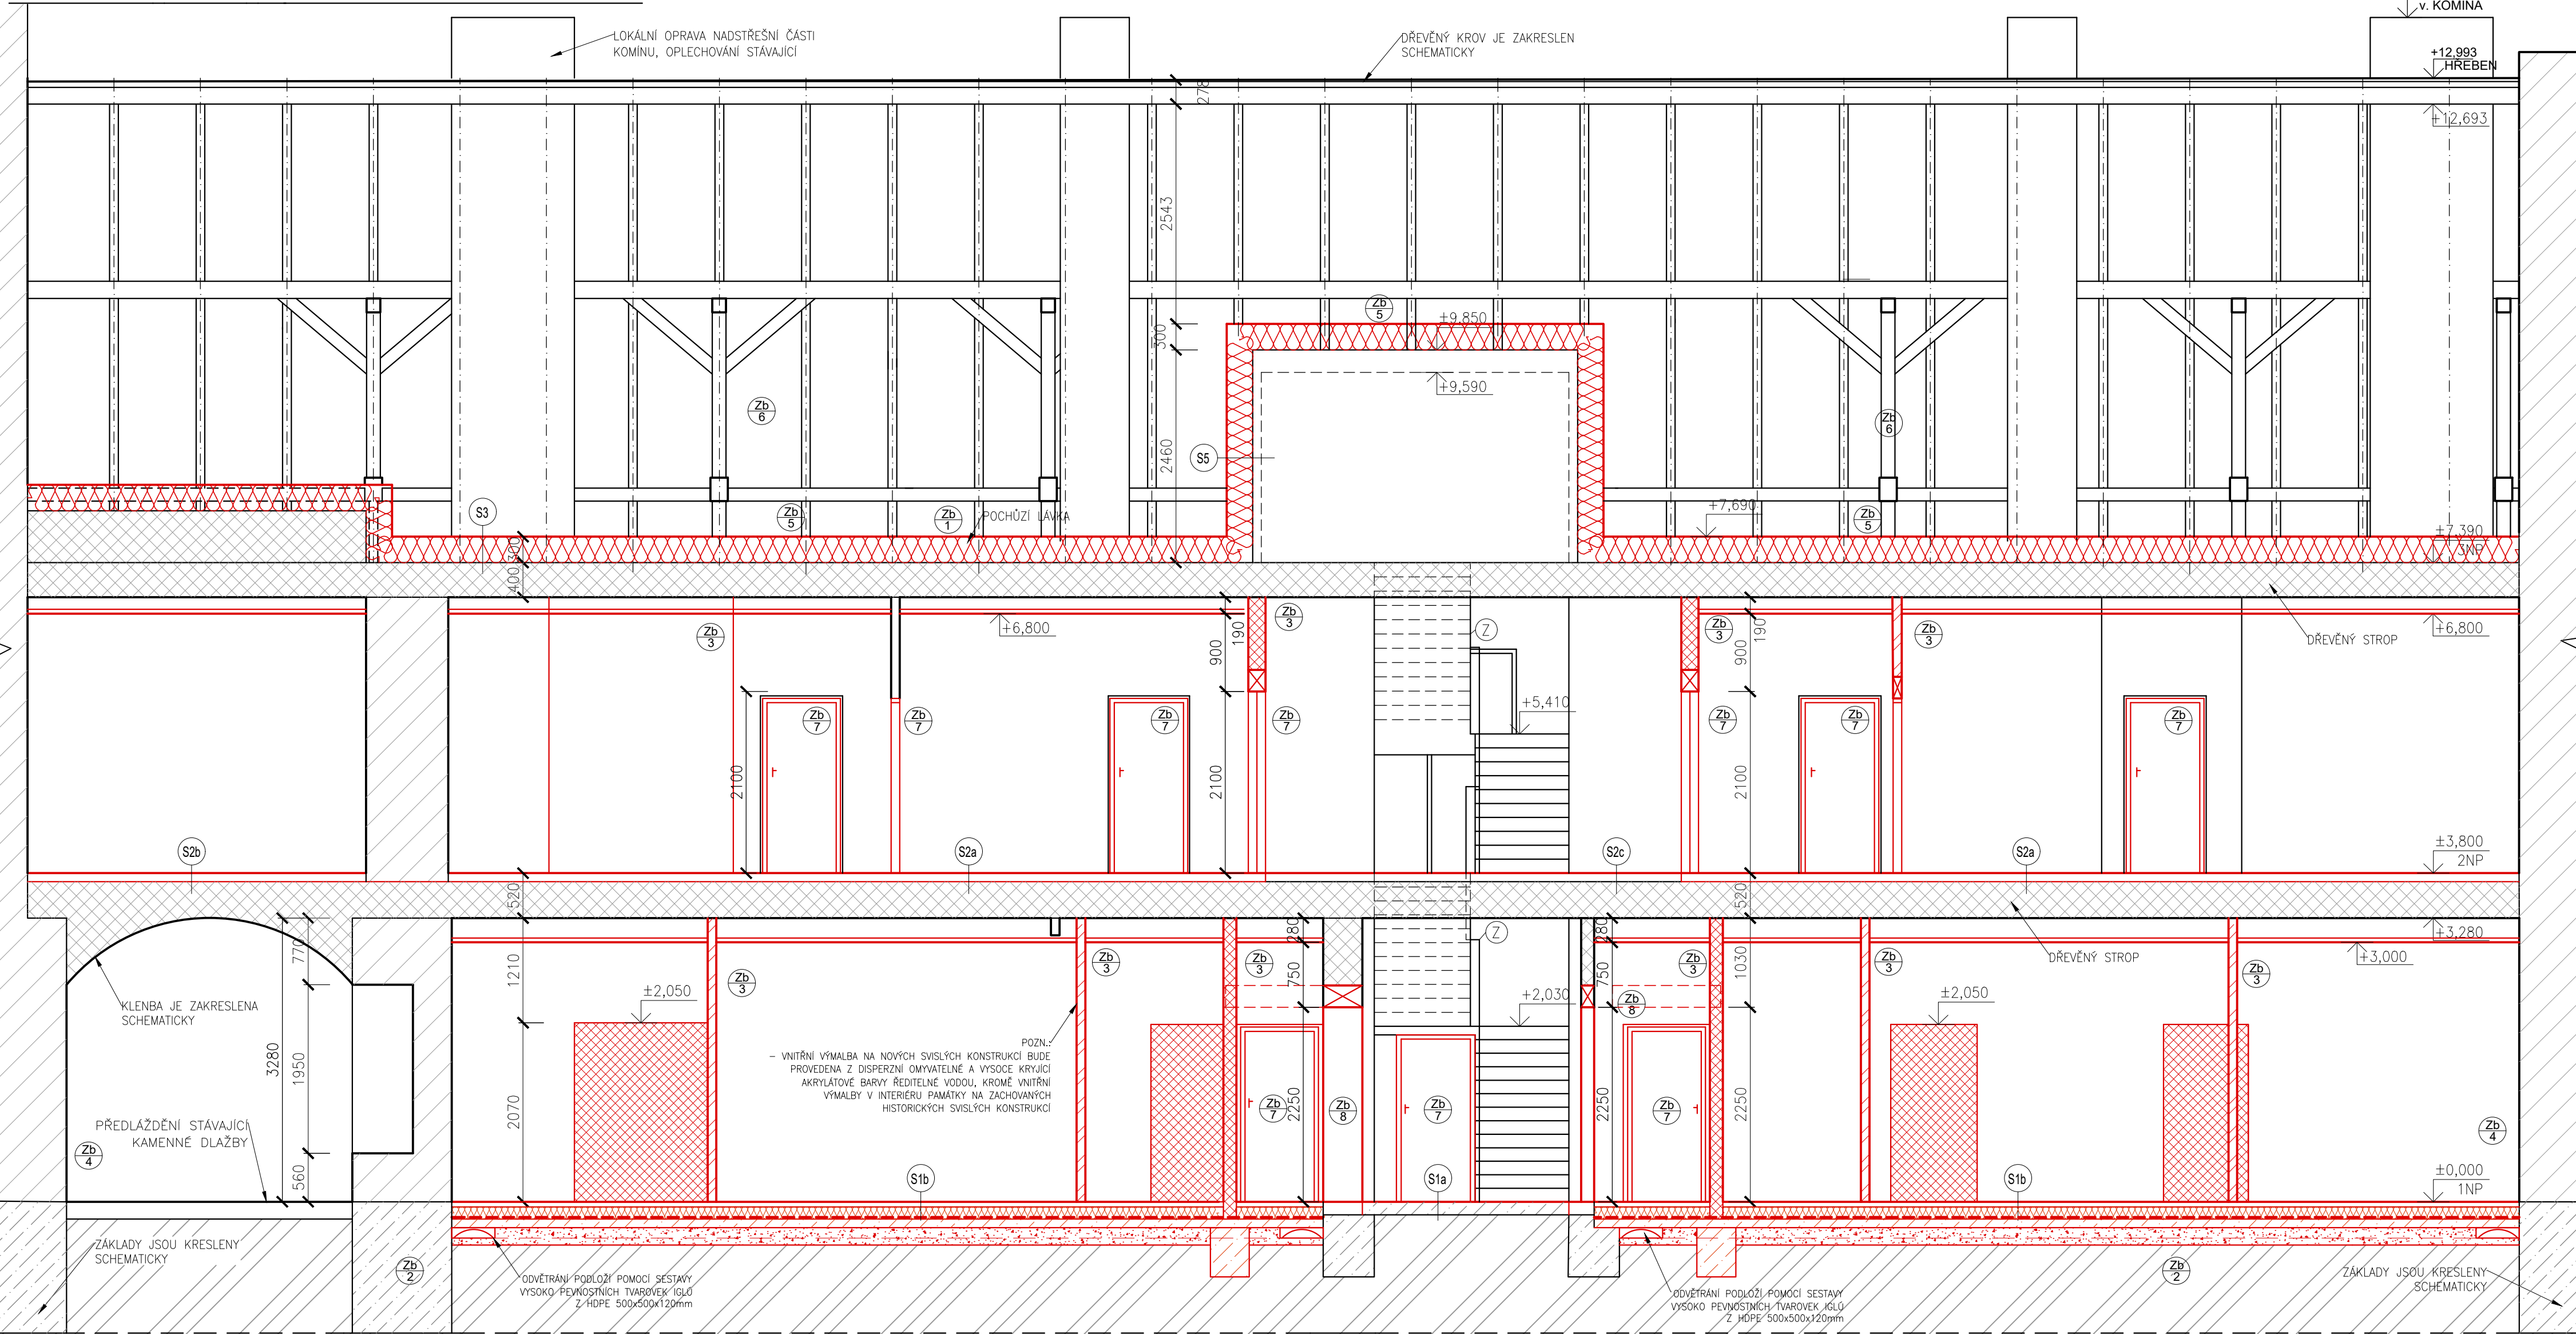 v. KOMÍNA
LOKÁLNÍ OPRAVA NADSTŘEŠNÍ ČÁSTI
KOMÍNU, OPLECHOVÁNÍ STÁVAJÍCÍ
DŘEVĚNÝ KROV JE ZAKRESLEN
SCHEMATICKY
+12,993
HŘEBEN
278
+12,693
2543
Zb
5
+9,850
300
+9,590
Zb
6
Zb
6
2460
S5
S3
Zb
5
Zb
1
POCHŮZÍ LÁVKA
+7,690
Zb
5
+7,390
3NP
300
400
Zb
3
+6,800
190
900
Zb
3
Z
Zb
3
190
900
Zb
3
DŘEVĚNÝ STROP
+6,800
+5,410
Zb
7
Zb
7
Zb
7
Zb
7
Zb
7
Zb
7
Zb
7
2100
2100
2100
S2b
S2a
S2c
S2a
±3,800
2NP
520
520
280
Z
280
+3,280
770
1210
Zb
3
Zb
3
Zb
3
750
750
Zb
3
1030
Zb
3
DŘEVĚNÝ STROP
+3,000
Zb
3
KLENBA JE ZAKRESLENA
SCHEMATICKY
±2,050
+2,030
Zb
8
±2,050
3280
1950
POZN.:
– VNITŘNÍ VÝMALBA NA NOVÝCH SVISLÝCH KONSTRUKCÍ BUDE
PROVEDENA Z DISPERZNÍ OMYVATELNÉ A VYSOCE KRYJÍCÍ
AKRYLÁTOVÉ BARVY ŘEDITELNÉ VODOU, KROMĚ VNITŘNÍ
VÝMALBY V INTERIÉRU PAMÁTKY NA ZACHOVANÝCH
HISTORICKÝCH SVISLÝCH KONSTRUKCÍ
2070
2250
Zb
7
Zb
8
Zb
7
2250
Zb
7
2250
PŘEDLÁŽDĚNÍ STÁVAJÍCÍ
KAMENNÉ DLAŽBY
Zb
4
Zb
4
560
S1b
S1a
S1b
±0,000
1NP
ZÁKLADY JSOU KRESLENY
SCHEMATICKY
Zb
2
ODVĚTRÁNÍ PODLOŽÍ POMOCÍ SESTAVY
VYSOKO PEVNOSTNÍCH TVAROVEK IGLŮ
Z HDPE 500x500x120mm
ODVĚTRÁNÍ PODLOŽÍ POMOCÍ SESTAVY
VYSOKO PEVNOSTNÍCH TVAROVEK IGLŮ
Z HDPE 500x500x120mm
Zb
2
ZÁKLADY JSOU KRESLENY
SCHEMATICKY